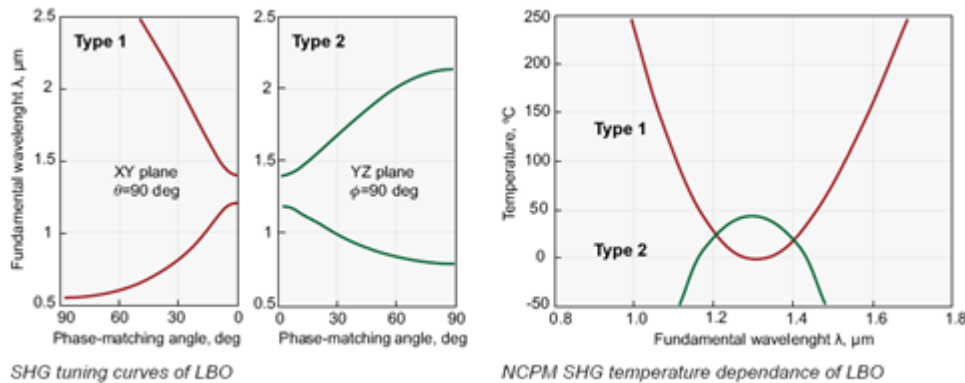 Type 1
Type 2
Fundamental wavelenght λ, μm
2.5
2
1.5
1
0.5
XY plane
θ=90 deg
90
60
30
0
Phase-matching angle, deg
2.5
2
1.5
1
0.5
YZ plane
ϕ=90 deg
0
30
60
90
Phase-matching angle, deg
SHG tuning curves of LBO
Temperature, ºC
250
200
150
100
50
0
-50
Type 1
Type 2
0.8
1.0
1.2
1.4
1.6
1.8
Fundamental wavelenght λ, μm
NCPM SHG temperature dependance of LBO